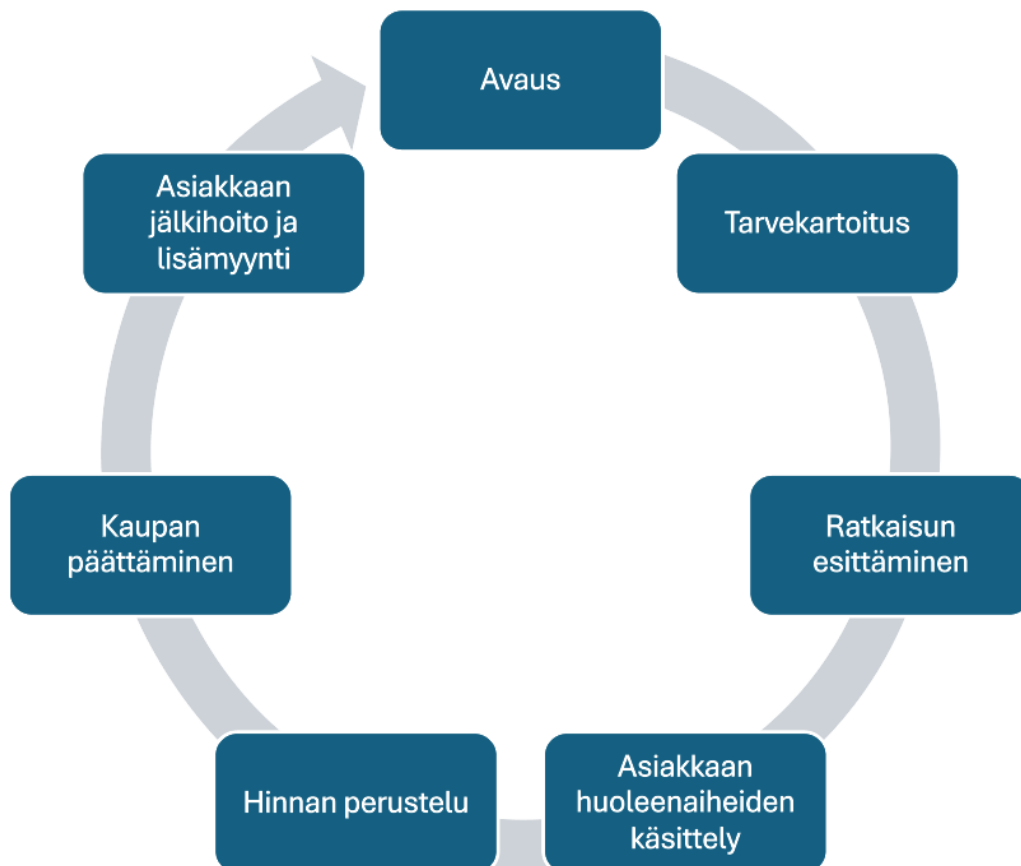 Avaus
Tarvekartoitus
Ratkaisun
esittäminen
Asiakkaan
huoleenaiheiden
käsittely
Hinnan perustelu
Kaupan
päättäminen
Asiakkaan
jälkihoito ja
lisämyynti